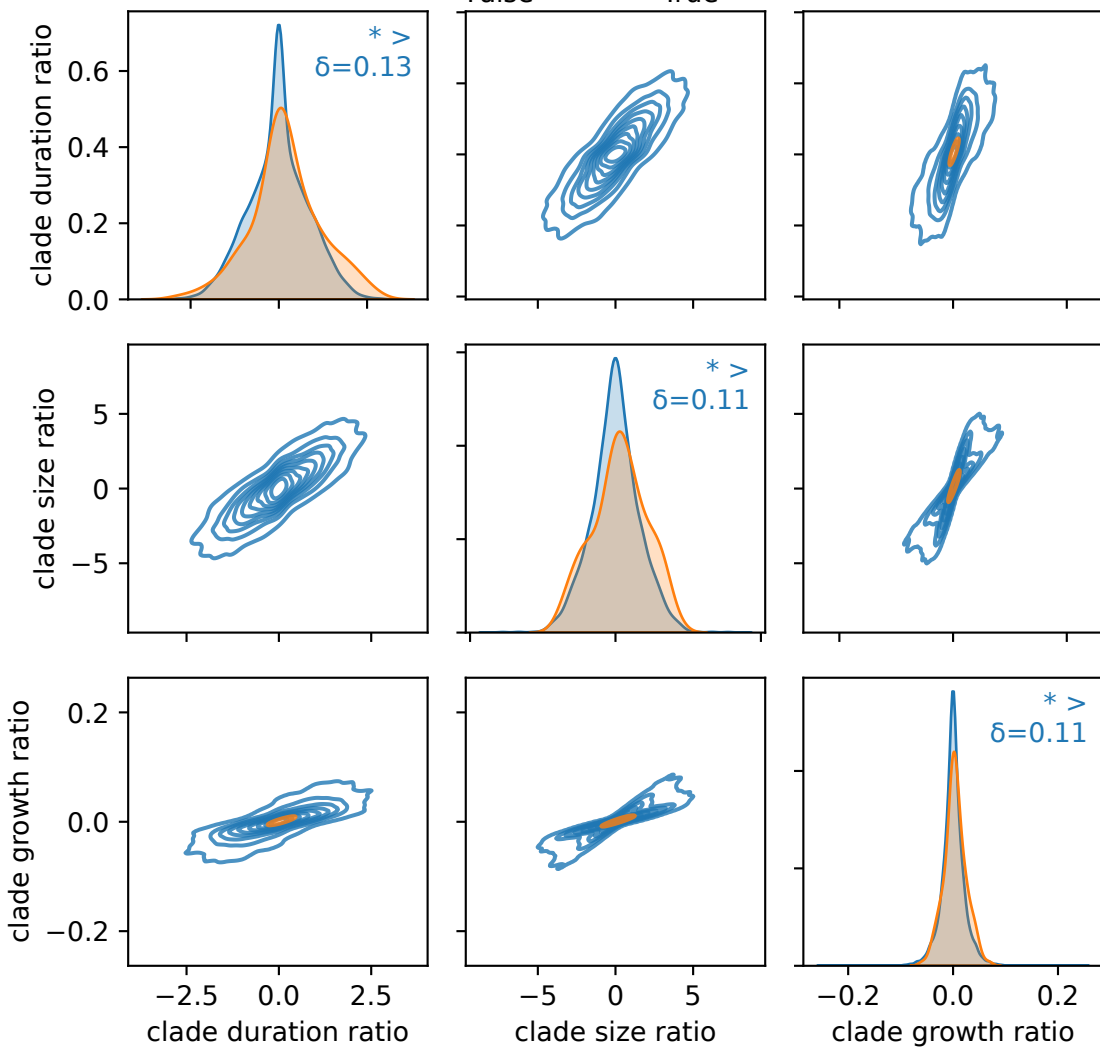 True
clade duration ratio
0.6
0.4
0.2
0.0
* >
δ=0.13
clade size ratio
5
0
−5
* >
δ=0.11
clade growth ratio
0.2
0.0
−0.2
* >
δ=0.11
−2.5 0.0 2.5
−5 0 5
−0.2 0.0 0.2
clade duration ratio
clade size ratio
clade growth ratio